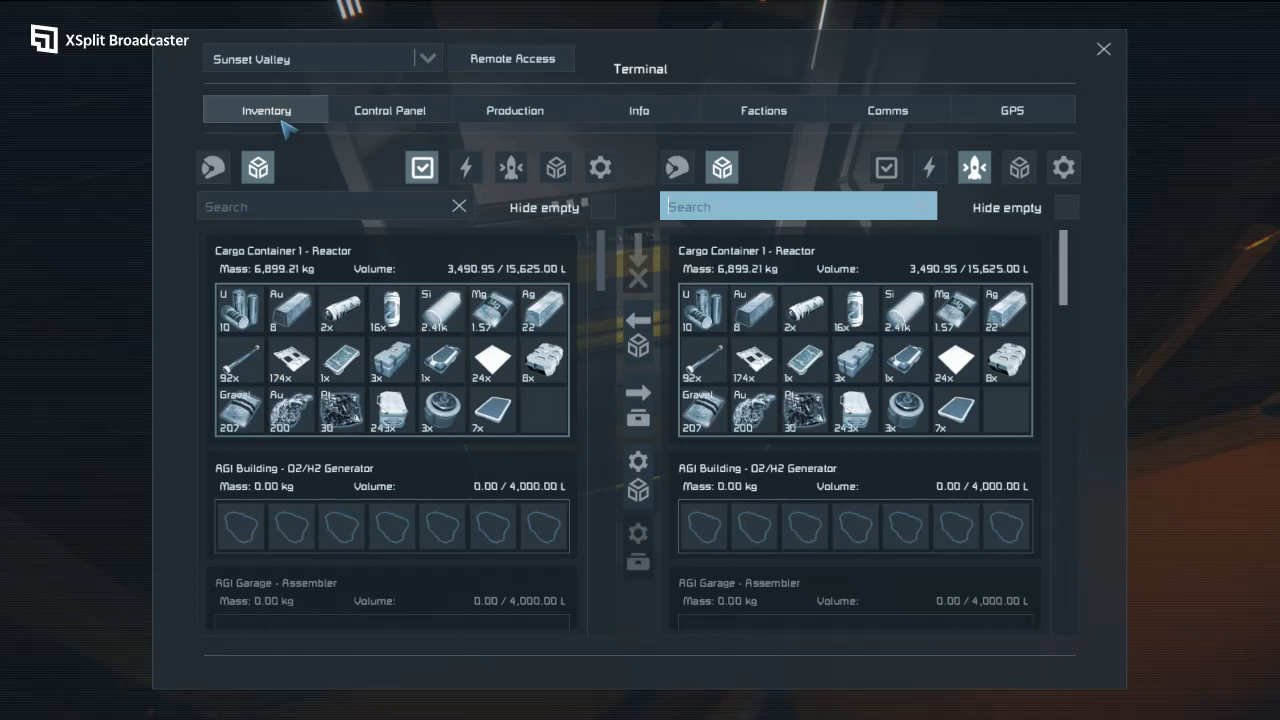 XSplit Broadcaster
Sunset Valley
Remote Access
Terminal
Inventory
Control Panel
Production
Info
Factions
Comms
GPS
Search
Hide empty
Search
Hide empty
Cargo Container 1 - Reactor
Mass: 6,899.21 kg Volume: 3,490.95 / 15,625.00 L
U Au Si Mg Ag
10 8 2x 16x 2.41k 1.57 22
92x 174x 1x 3x 1x 24x 8x
Gravel Au Pt
207 200 30 243x 3x 7x
AGI Building - O2/H2 Generator
Mass: 0.00 kg Volume: 0.00 / 4,000.00 L
AGI Garage - Assembler
Mass: 0.00 kg Volume: 0.00 / 4,000.00 L
Cargo Container 1 - Reactor
Mass: 6,899.21 kg Volume: 3,490.95 / 15,625.00 L
U Au Si Mg Ag
10 8 2x 16x 2.41k 1.57 22
92x 174x 1x 3x 1x 24x 8x
Gravel Au Pt
207 200 30 243x 3x 7x
AGI Building - O2/H2 Generator
Mass: 0.00 kg Volume: 0.00 / 4,000.00 L
AGI Garage - Assembler
Mass: 0.00 kg Volume: 0.00 / 4,000.00 L